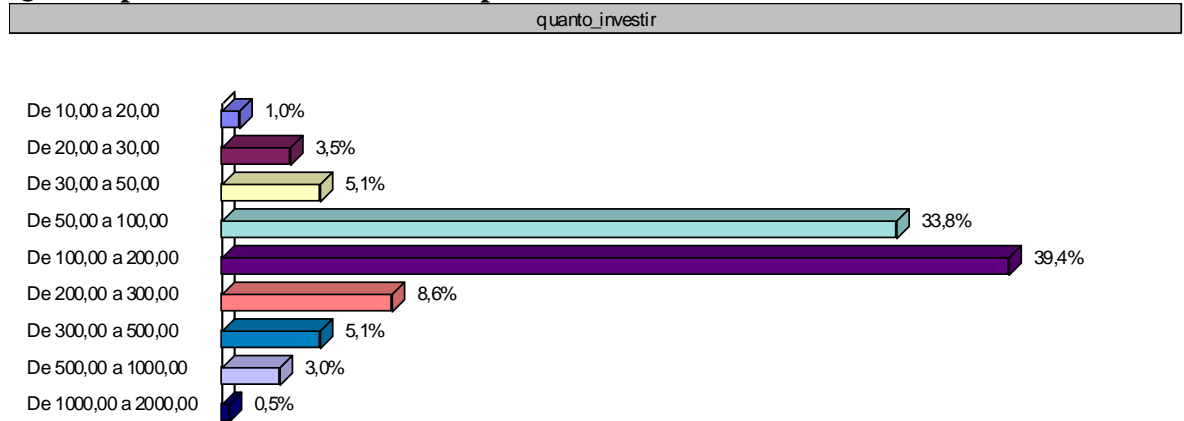 quanto_investir
De 10,00 a 20,00 1,0%
De 20,00 a 30,00 3,5%
De 30,00 a 50,00 5,1%
De 50,00 a 100,00 33,8%
De 100,00 a 200,00 39,4%
De 200,00 a 300,00 8,6%
De 300,00 a 500,00 5,1%
De 500,00 a 1000,00 3,0%
De 1000,00 a 2000,00 0,5%